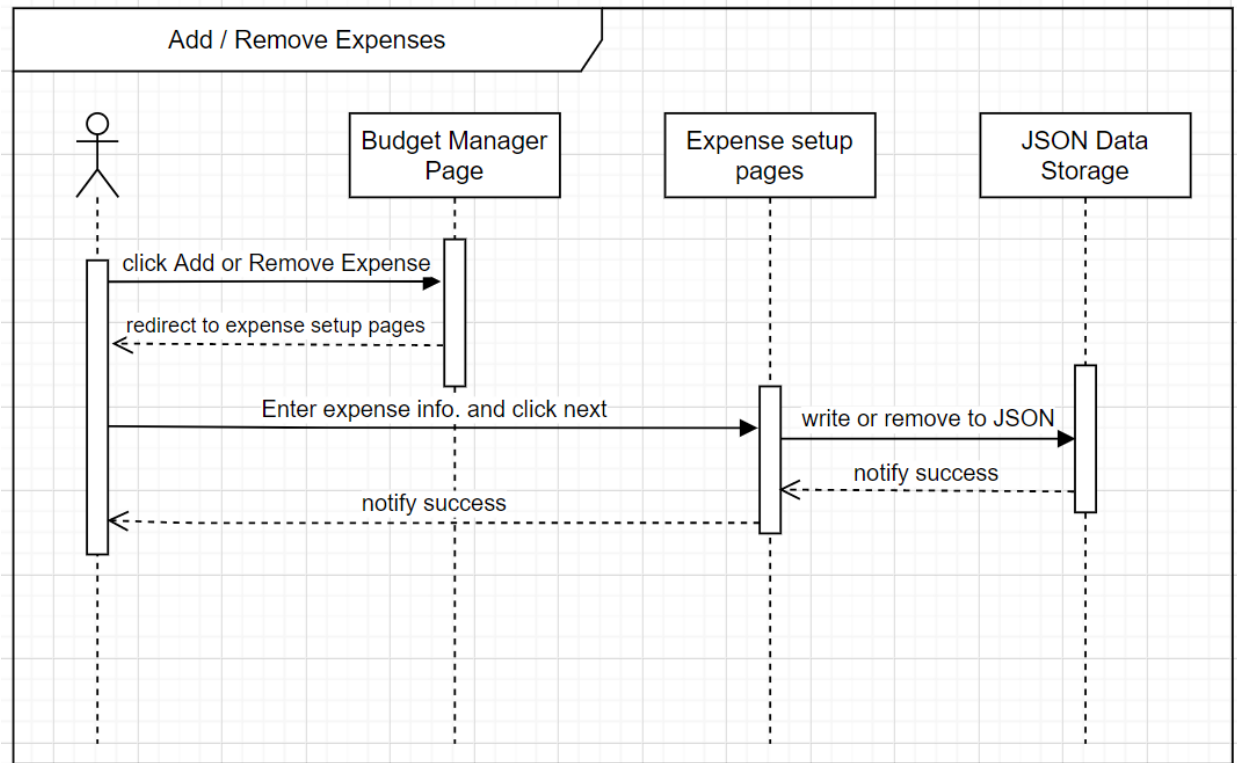 Add / Remove Expenses
Budget Manager
Page
Expense setup
pages
JSON Data
Storage
click Add or Remove Expense
redirect to expense setup pages
Enter expense info. and click next
write or remove to JSON
notify success
notify success